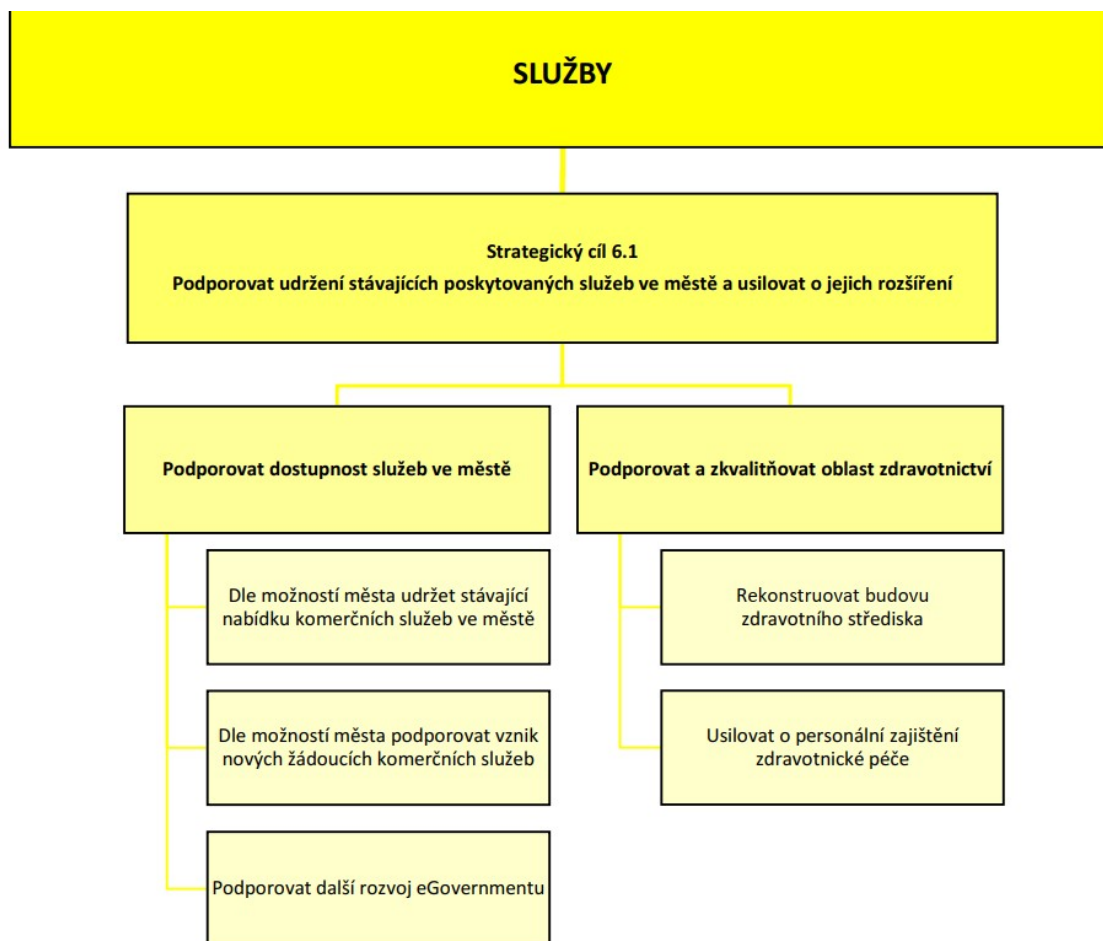 SLUŽBY
Strategický cíl 6.1
Podporovat udržení stávajících poskytovaných služeb ve městě a usilovat o jejich rozšíření
Podporovat dostupnost služeb ve městě
Dle možností města udržet stávající
nabídku komerčních služeb ve městě
Dle možností města podporovat vznik
nových žádoucích komerčních služeb
Podporovat další rozvoj eGovernmentu
Podporovat a zkvalitňovat oblast zdravotnictví
Rekonstruovat budovu
zdravotního střediska
Usilovat o personální zajištění
zdravotnické péče